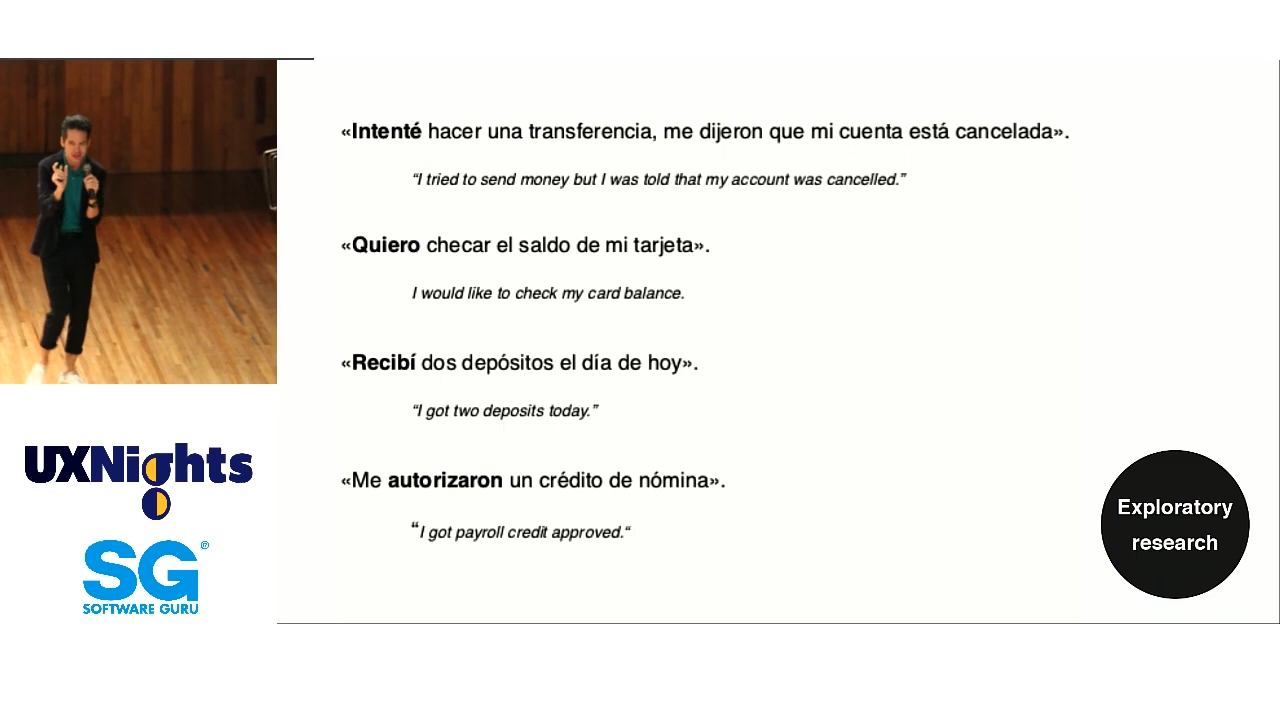 «Intenté hacer una transferencia, me dijeron que mi cuenta está cancelada».
“I tried to send money but I was told that my account was cancelled.”
«Quiero checar el saldo de mi tarjeta».
I would like to check my card balance.
«Recibí dos depósitos el día de hoy».
“I got two deposits today.”
«Me autorizaron un crédito de nómina».
“I got payroll credit approved.“
Exploratory
research
UXNights
SG®
SOFTWARE GURU